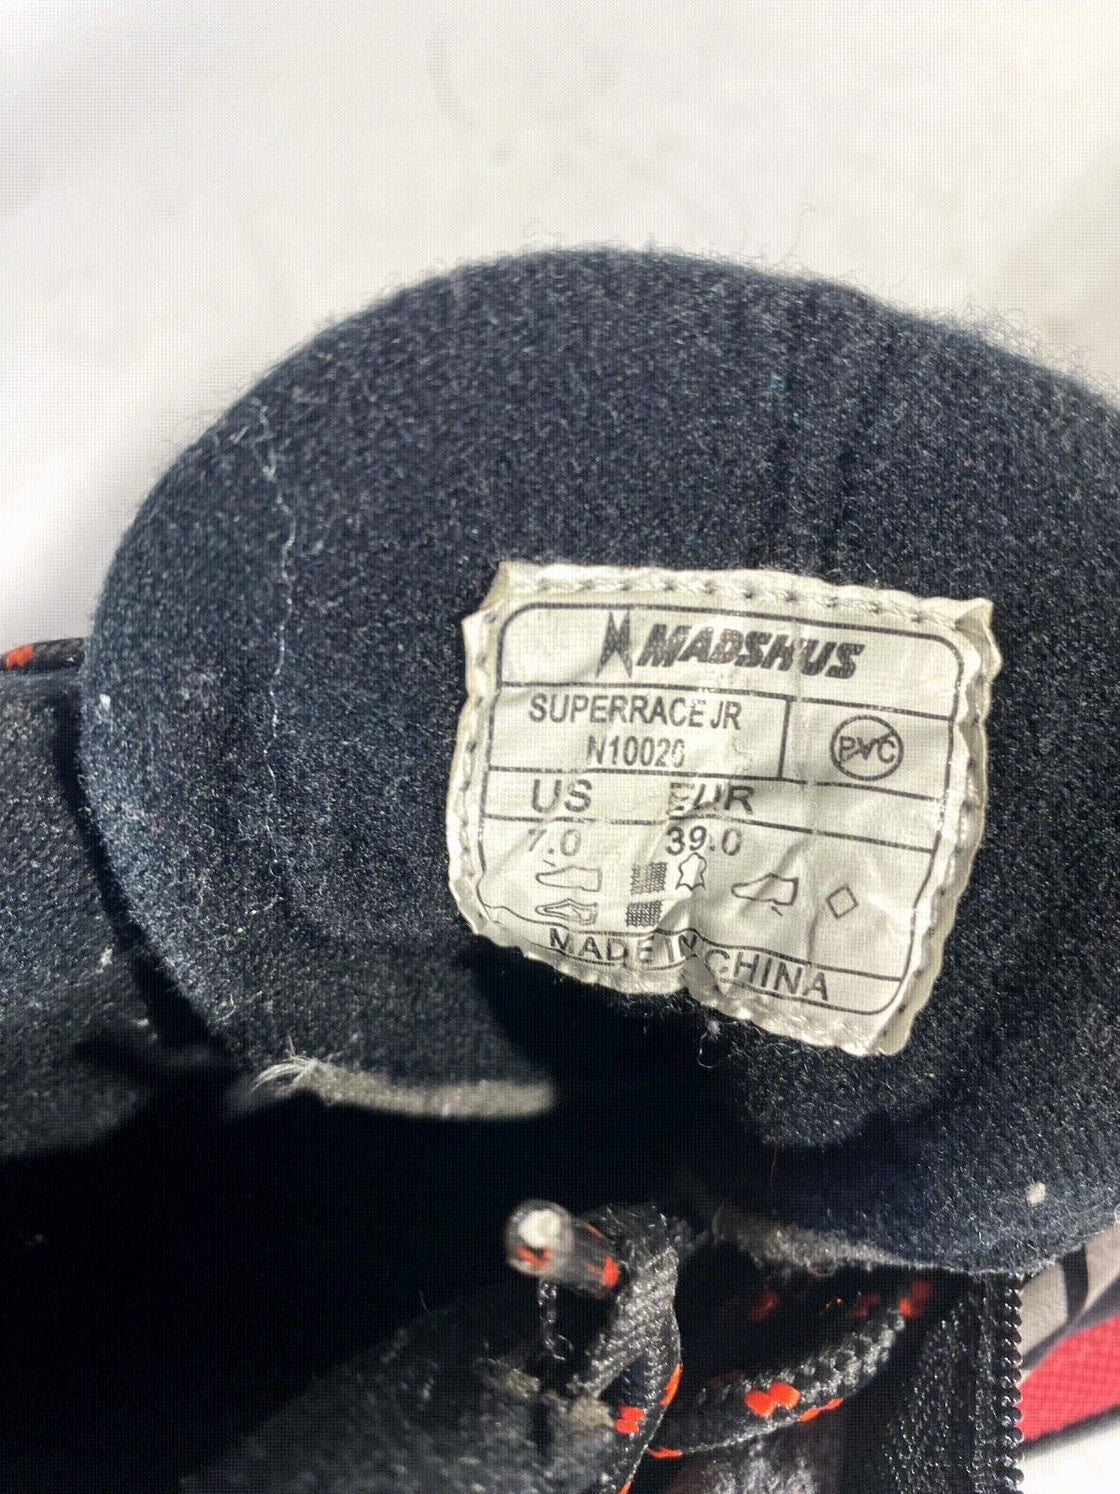 MADSHUS
SUPERRACE JR
N10020
PVC
US EUR
7.0 39.0
MADE IN CHINA